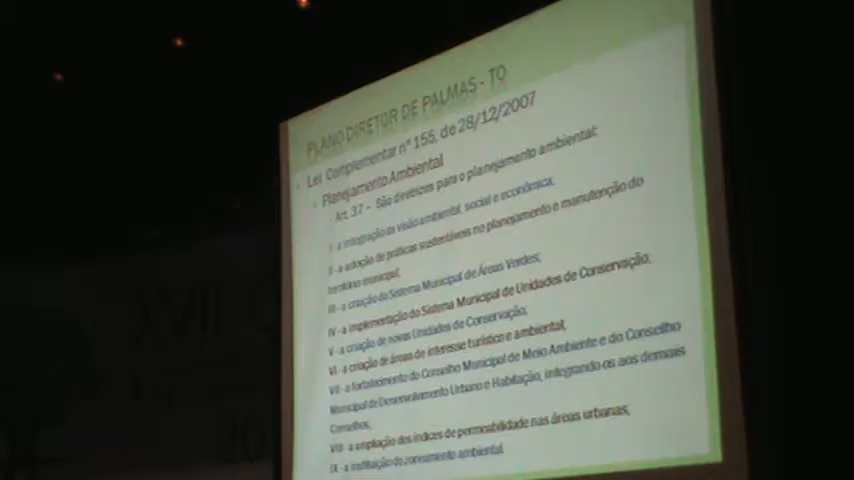 PLANO DIRETOR DE PALMAS - TO
Lei Complementar nº 155, de 28/12/2007
Planejamento Ambiental
Art. 37 – São diretrizes para o planejamento ambiental:
I - a integração da visão ambiental, social e econômica;
II - a adoção de práticas sustentáveis no planejamento e manutenção do
território municipal;
III - a criação do Sistema Municipal de Áreas Verdes;
IV - a implementação do Sistema Municipal de Unidades de Conservação;
V - a criação de novas Unidades de Conservação;
VI - a criação de áreas de interesse turístico e ambiental;
VII - a fortalecimento do Conselho Municipal de Meio Ambiente e do Conselho
Municipal de Desenvolvimento Urbano e Habitação, integrando-os aos demais
Conselhos;
VIII - a ampliação dos índices de permeabilidade nas áreas urbanas;
IX - a instituição do zoneamento ambiental.
XVII